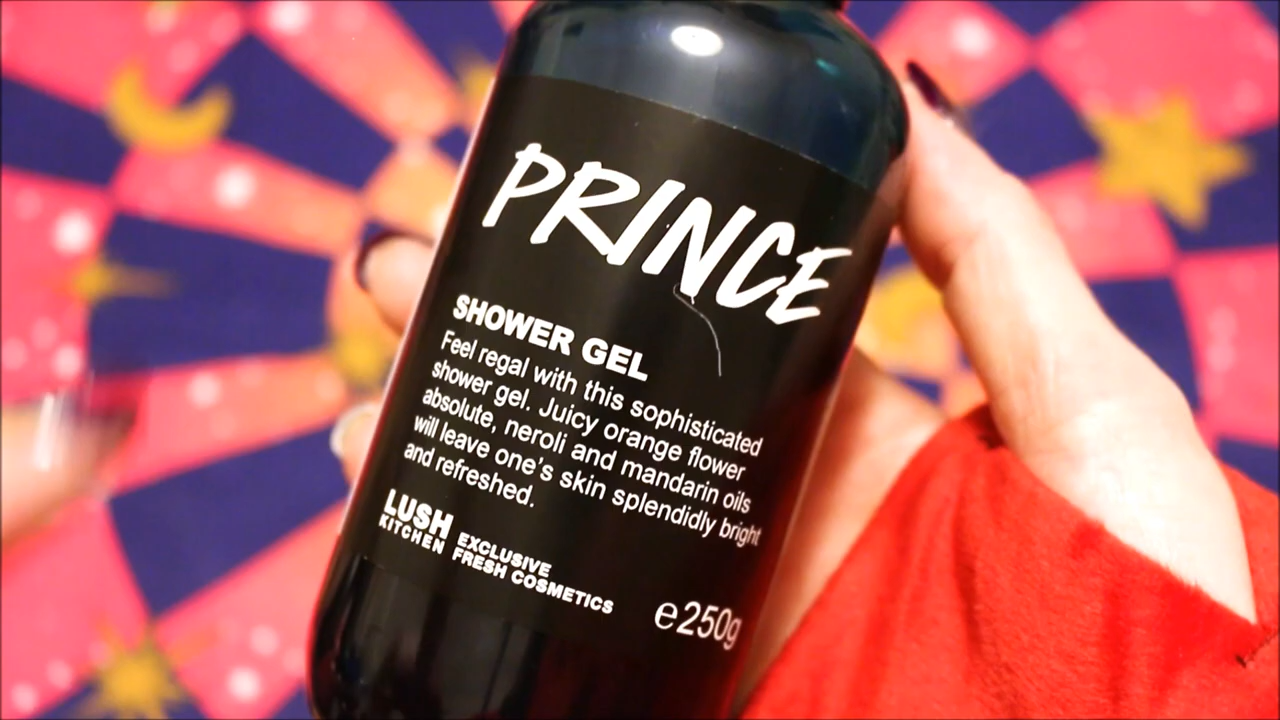 PRINCE
SHOWER GEL
Feel regal with this sophisticated
shower gel. Juicy orange flower
absolute, neroli and mandarin oils
will leave one's skin splendidly bright
and refreshed.
LUSH EXCLUSIVE
KITCHEN FRESH COSMETICS
e250g